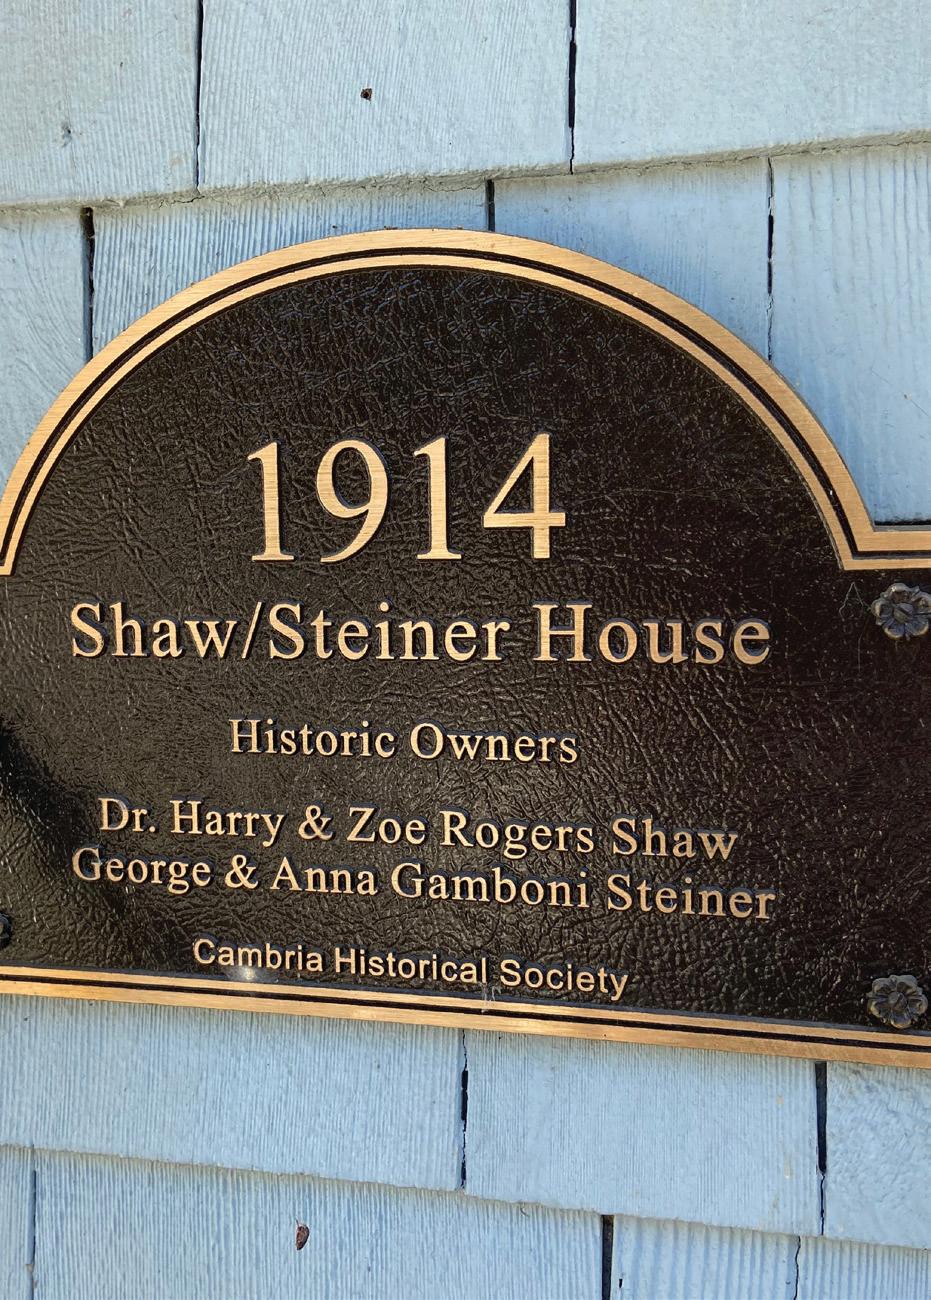 1914
Shaw/Steiner House
Historic Owners
Dr. Harry & Zoe Rogers Shaw
George & Anna Gamboni Steiner
Cambria Historical Society